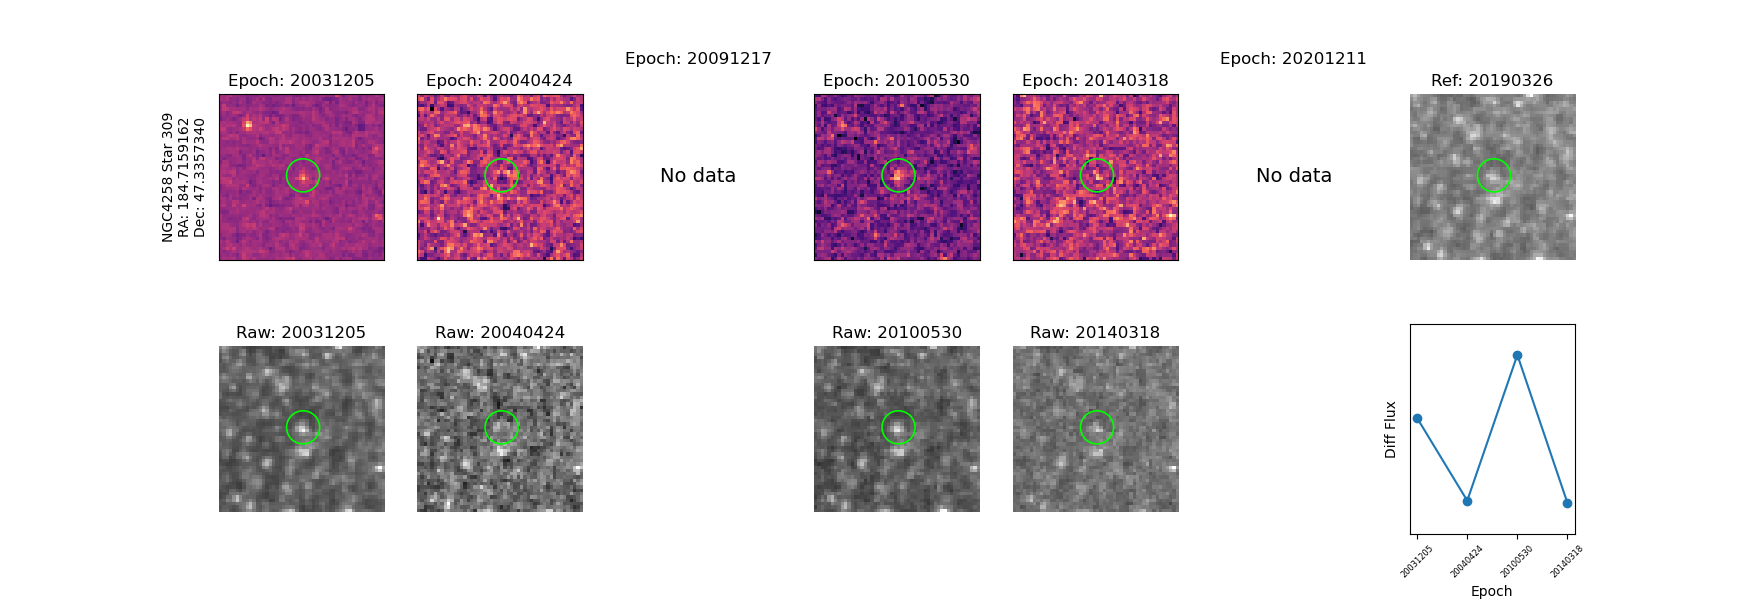 Epoch: 20091217
Epoch: 20201211
Epoch: 20031205
Epoch: 20040424
Epoch: 20100530
Epoch: 20140318
Ref: 20190326
NGC4258 Star 309
RA: 184.7159162
Dec: 47.3357340
No data
No data
Raw: 20031205
Raw: 20040424
Raw: 20100530
Raw: 20140318
Diff Flux
20031205
20040424
20100530
20140318
Epoch